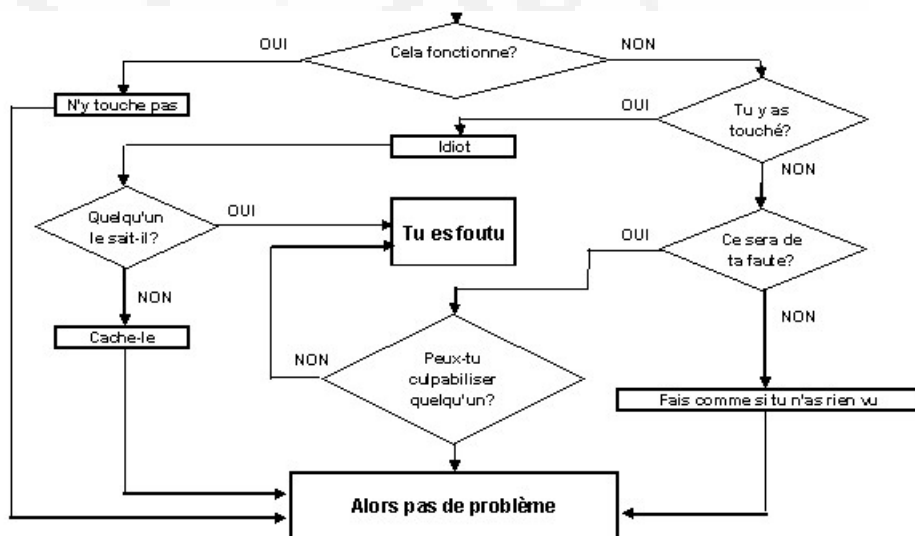 OUI
Cela fonctionne?
NON
N'y touche pas
OUI
Tu y as
touché?
Idiot
NON
Quelqu'un
le sait-il?
OUI
Tu es foutu
OUI
Ce sera de
ta faute?
NON
NON
Cache-le
NON
Peux-tu
culpabiliser
quelqu'un?
Fais comme si tu n'as rien vu
Alors pas de problème